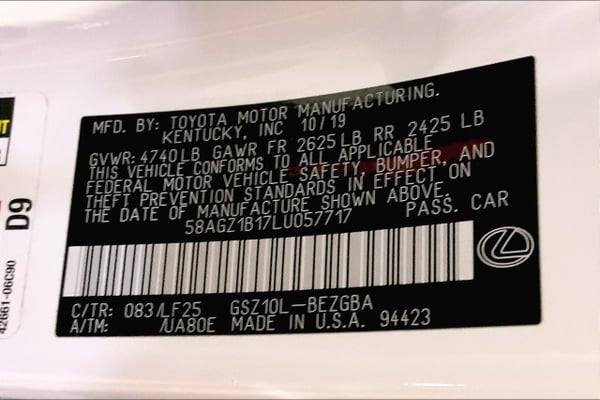 MFD. BY: TOYOTA MOTOR MANUFACTURING.
KENTUCKY, INC 10/19
GVWR: 4740LB GAWR FR 2625LB RR 2425 LB
THIS VEHICLE CONFORMS TO ALL APPLICABLE
FEDERAL MOTOR VEHICLE SAFETY, BUMPER, AND
THEFT PREVENTION STANDARDS IN EFFECT ON
THE DATE OF MANUFACTURE SHOWN ABOVE.
58AGZ1B17LU057717 PASS. CAR
C/TR: 083/LF25 GSZ10L-BEZGBA
A/TM: /UA80E MADE IN U.S.A. 94423
D9
42661-06C90